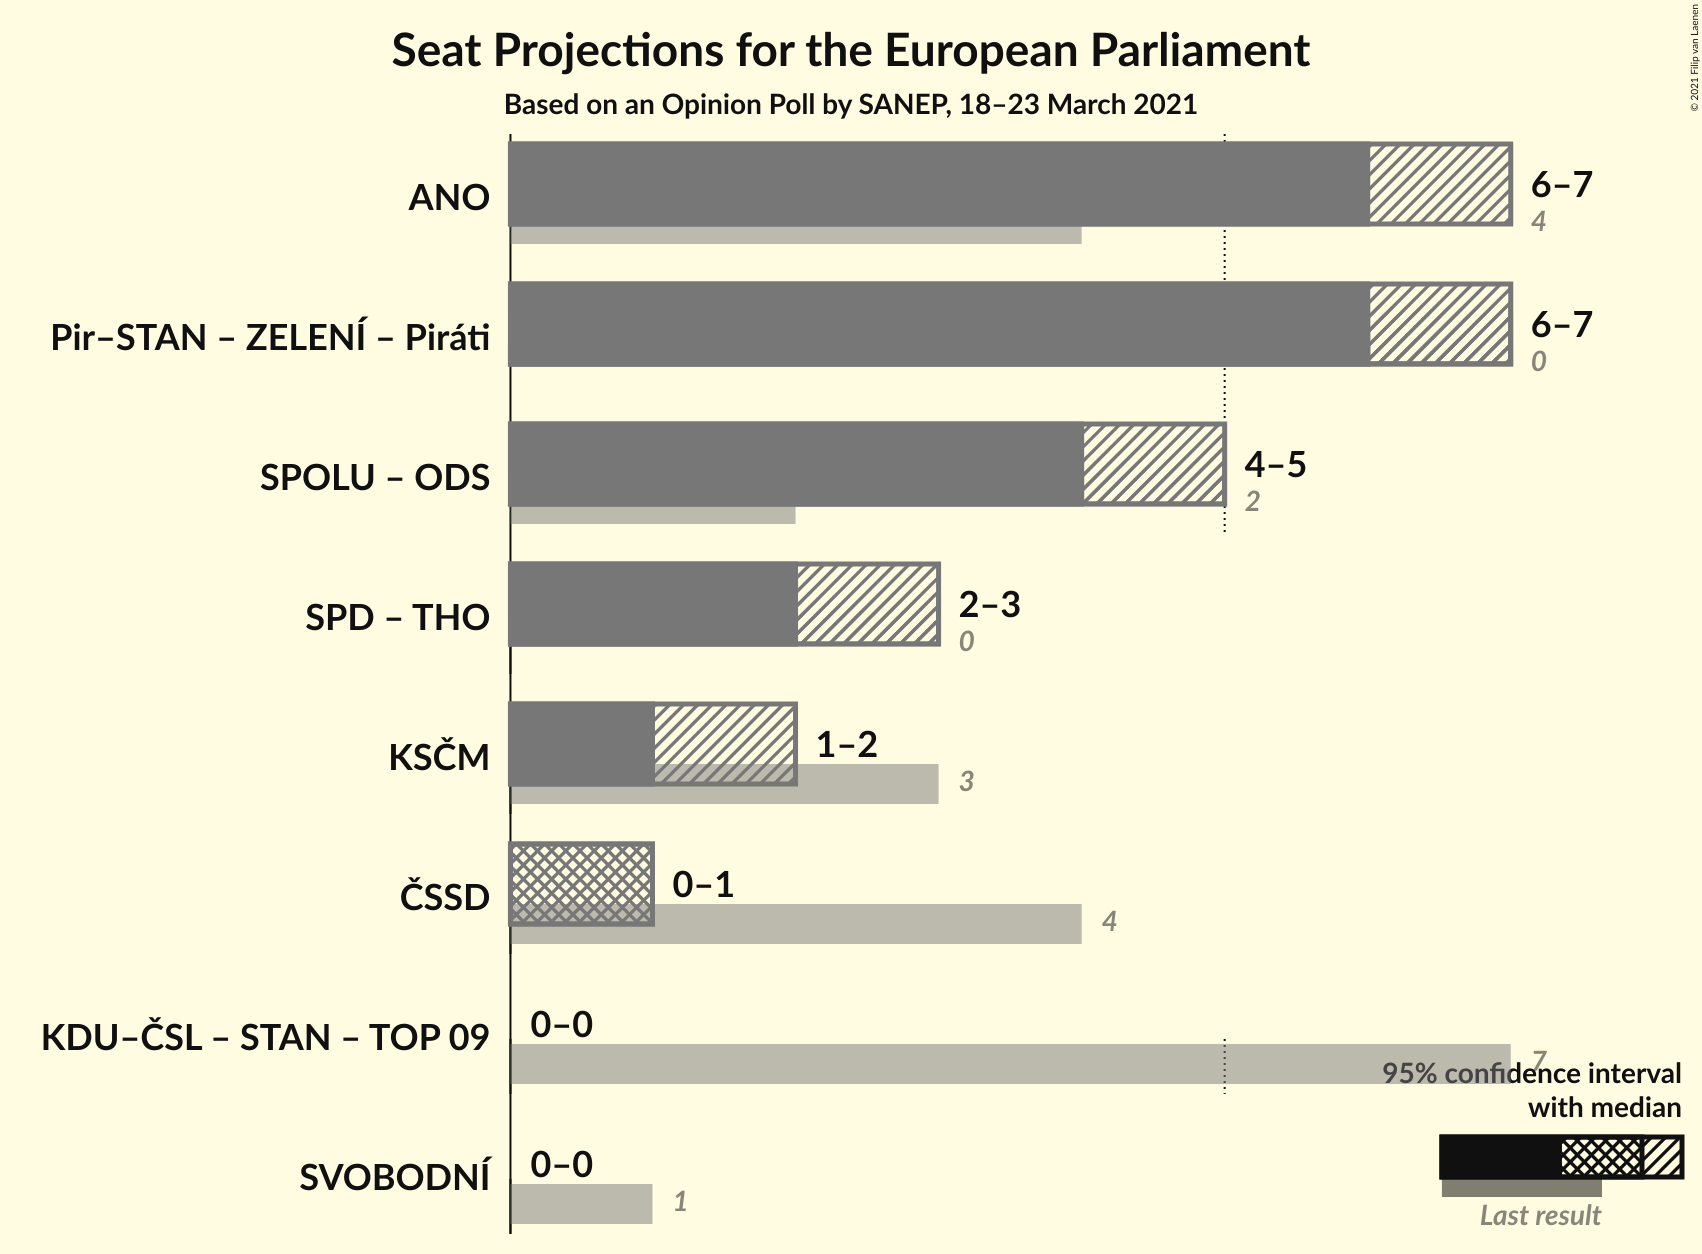 Seat Projections for the European Parliament
Based on an Opinion Poll by SANEP, 18–23 March 2021
© 2021 Filip van Laenen
ANO
6–7
4
Pir–STAN – ZELENÍ – Piráti
6–7
0
SPOLU – ODS
4–5
2
SPD – THO
2–3
0
KSČM
1–2
3
ČSSD
0–1
4
KDU–ČSL – STAN – TOP 09
0–0
7
SVOBODNÍ
0–0
1
95% confidence interval
with median
Last result